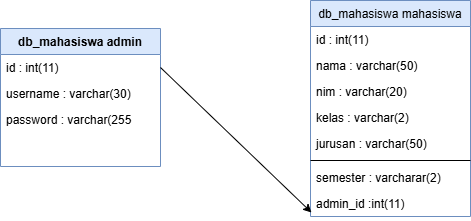 db_mahasiswa admin
id : int(11)
username : varchar(30)
password : varchar(255
db_mahasiswa mahasiswa
id : int(11)
nama : varchar(50)
nim : varchar(20)
kelas : varchar(2)
jurusan : varchar(50)
semester : varcharar(2)
admin_id :int(11)